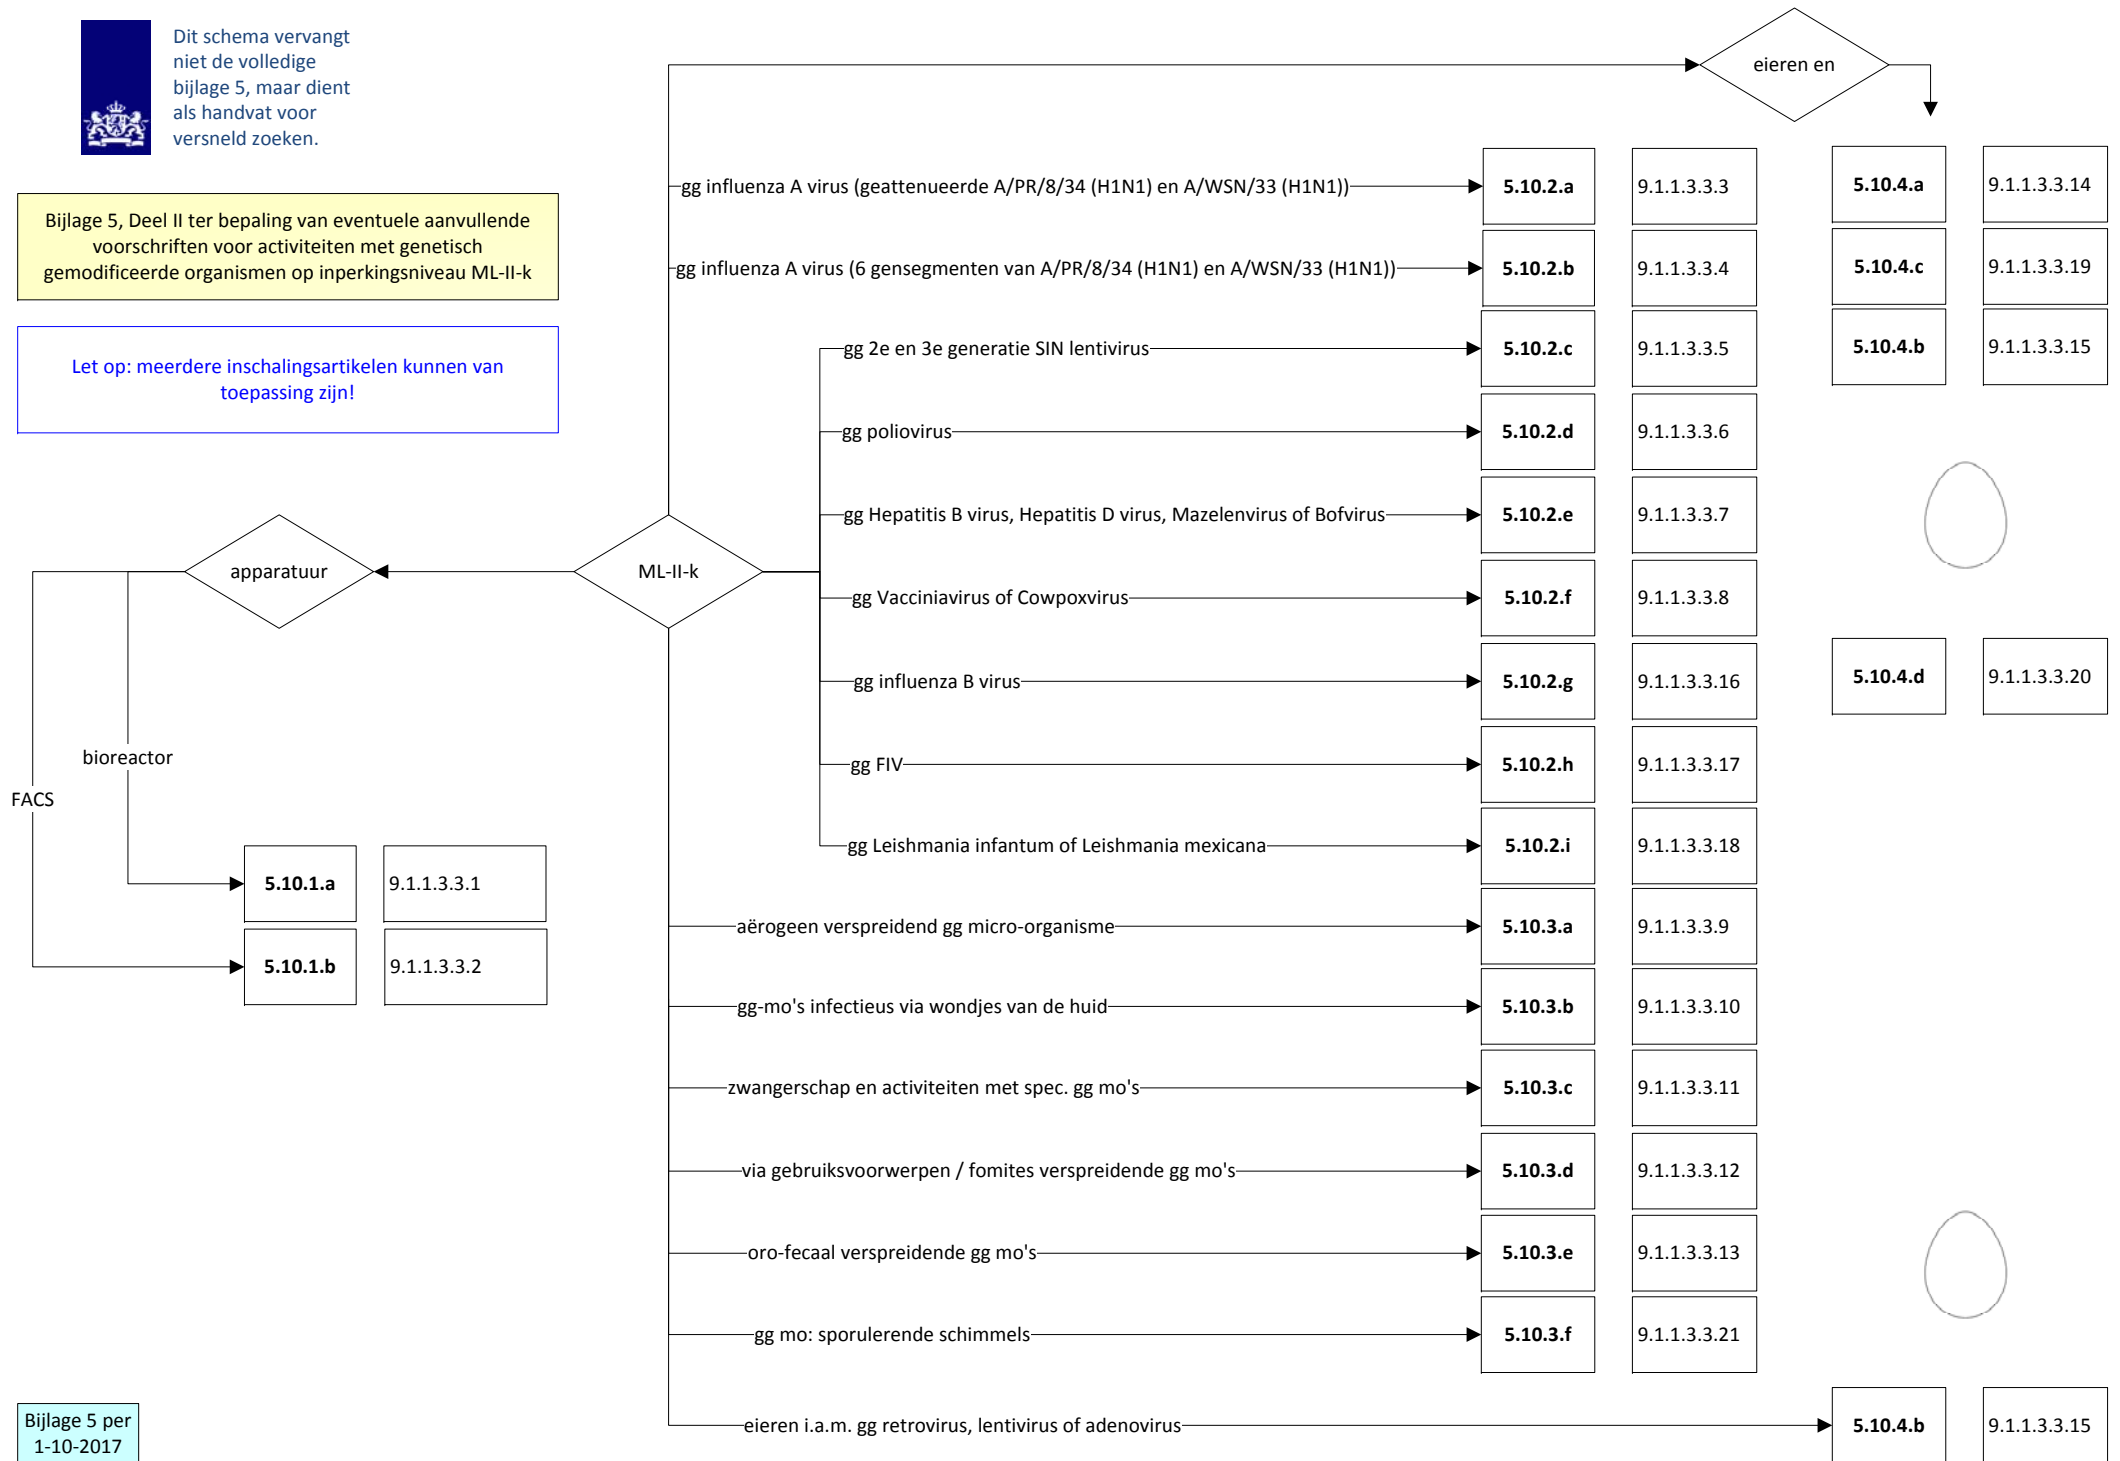 Dit schema vervangt
niet de volledige
bijlage 5, maar dient
als handvat voor
versneld zoeken.
eieren en
Bijlage 5, Deel II ter bepaling van eventuele aanvullende
voorschriften voor activiteiten met genetisch
gemodificeerde organismen op inperkingsniveau ML-II-k
Let op: meerdere inschalingsartikelen kunnen van
toepassing zijn!
gg influenza A virus (geattenueerde A/PR/8/34 (H1N1) en A/WSN/33 (H1N1)) 5.10.2.a 9.1.1.3.3.3 5.10.4.a 9.1.1.3.3.14
gg influenza A virus (6 gensegmenten van A/PR/8/34 (H1N1) en A/WSN/33 (H1N1)) 5.10.2.b 9.1.1.3.3.4 5.10.4.c 9.1.1.3.3.19
gg 2e en 3e generatie SIN lentivirus 5.10.2.c 9.1.1.3.3.5 5.10.4.b 9.1.1.3.3.15
gg poliovirus 5.10.2.d 9.1.1.3.3.6
gg Hepatitis B virus, Hepatitis D virus, Mazelenvirus of Bofvirus 5.10.2.e 9.1.1.3.3.7
apparatuur ML-II-k
gg Vacciniavirus of Cowpoxvirus 5.10.2.f 9.1.1.3.3.8
gg influenza B virus 5.10.2.g 9.1.1.3.3.16 5.10.4.d 9.1.1.3.3.20
bioreactor
gg FIV 5.10.2.h 9.1.1.3.3.17
FACS
gg Leishmania infantum of Leishmania mexicana 5.10.2.i 9.1.1.3.3.18
5.10.1.a 9.1.1.3.3.1
aërogeen verspreidend gg micro-organisme 5.10.3.a 9.1.1.3.3.9
5.10.1.b 9.1.1.3.3.2
gg-mo's infectieus via wondjes van de huid 5.10.3.b 9.1.1.3.3.10
zwangerschap en activiteiten met spec. gg mo's 5.10.3.c 9.1.1.3.3.11
via gebruiksvoorwerpen / fomites verspreidende gg mo's 5.10.3.d 9.1.1.3.3.12
oro-fecaal verspreidende gg mo's 5.10.3.e 9.1.1.3.3.13
gg mo: sporulerende schimmels 5.10.3.f 9.1.1.3.3.21
eieren i.a.m. gg retrovirus, lentivirus of adenovirus 5.10.4.b 9.1.1.3.3.15
Bijlage 5 per
1-10-2017